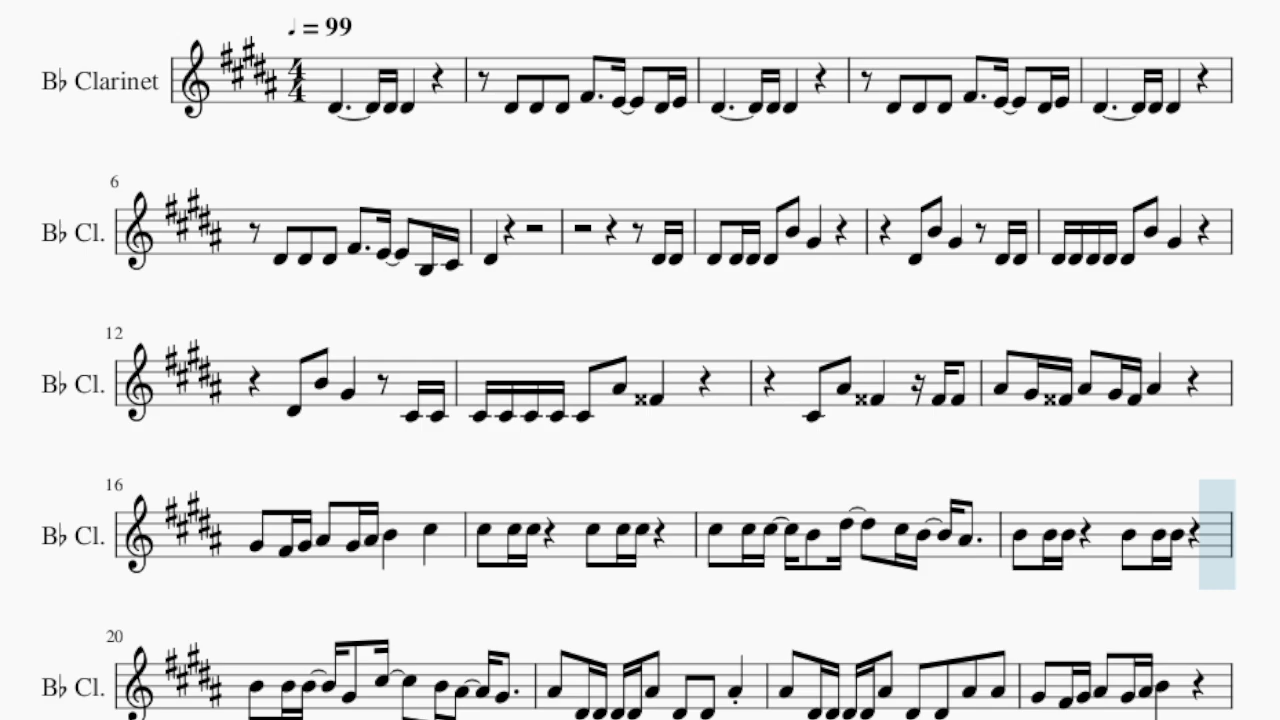 ♩ = 99
B♭ Clarinet
4
4
6
B♭ Cl.
12
B♭ Cl.
16
B♭ Cl.
20
B♭ Cl.